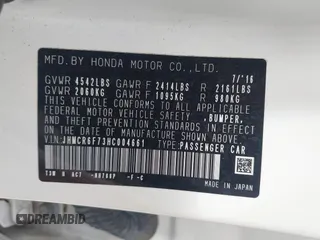 MFD.BY HONDA MOTOR CO.,LTD. 7/'16
GVWR 4542LBS GAWR F 2414LBS R 2161LBS
GVWR 2060KG GAWR F 1095KG R 980KG
THIS VEHICLE CONFORMS TO ALL APPLICABLE
FEDERAL MOTOR VEHICLE SAFETY, BUMPER,
AND THEFT PREVENTION STANDARDS IN EFFECT
ON THE DATE OF MANUFACTURE SHOWN ABOVE.
VIN:JHMCR6F73HC004661 TYPE:PASSENGER CAR
MADE IN JAPAN
DREAMBID